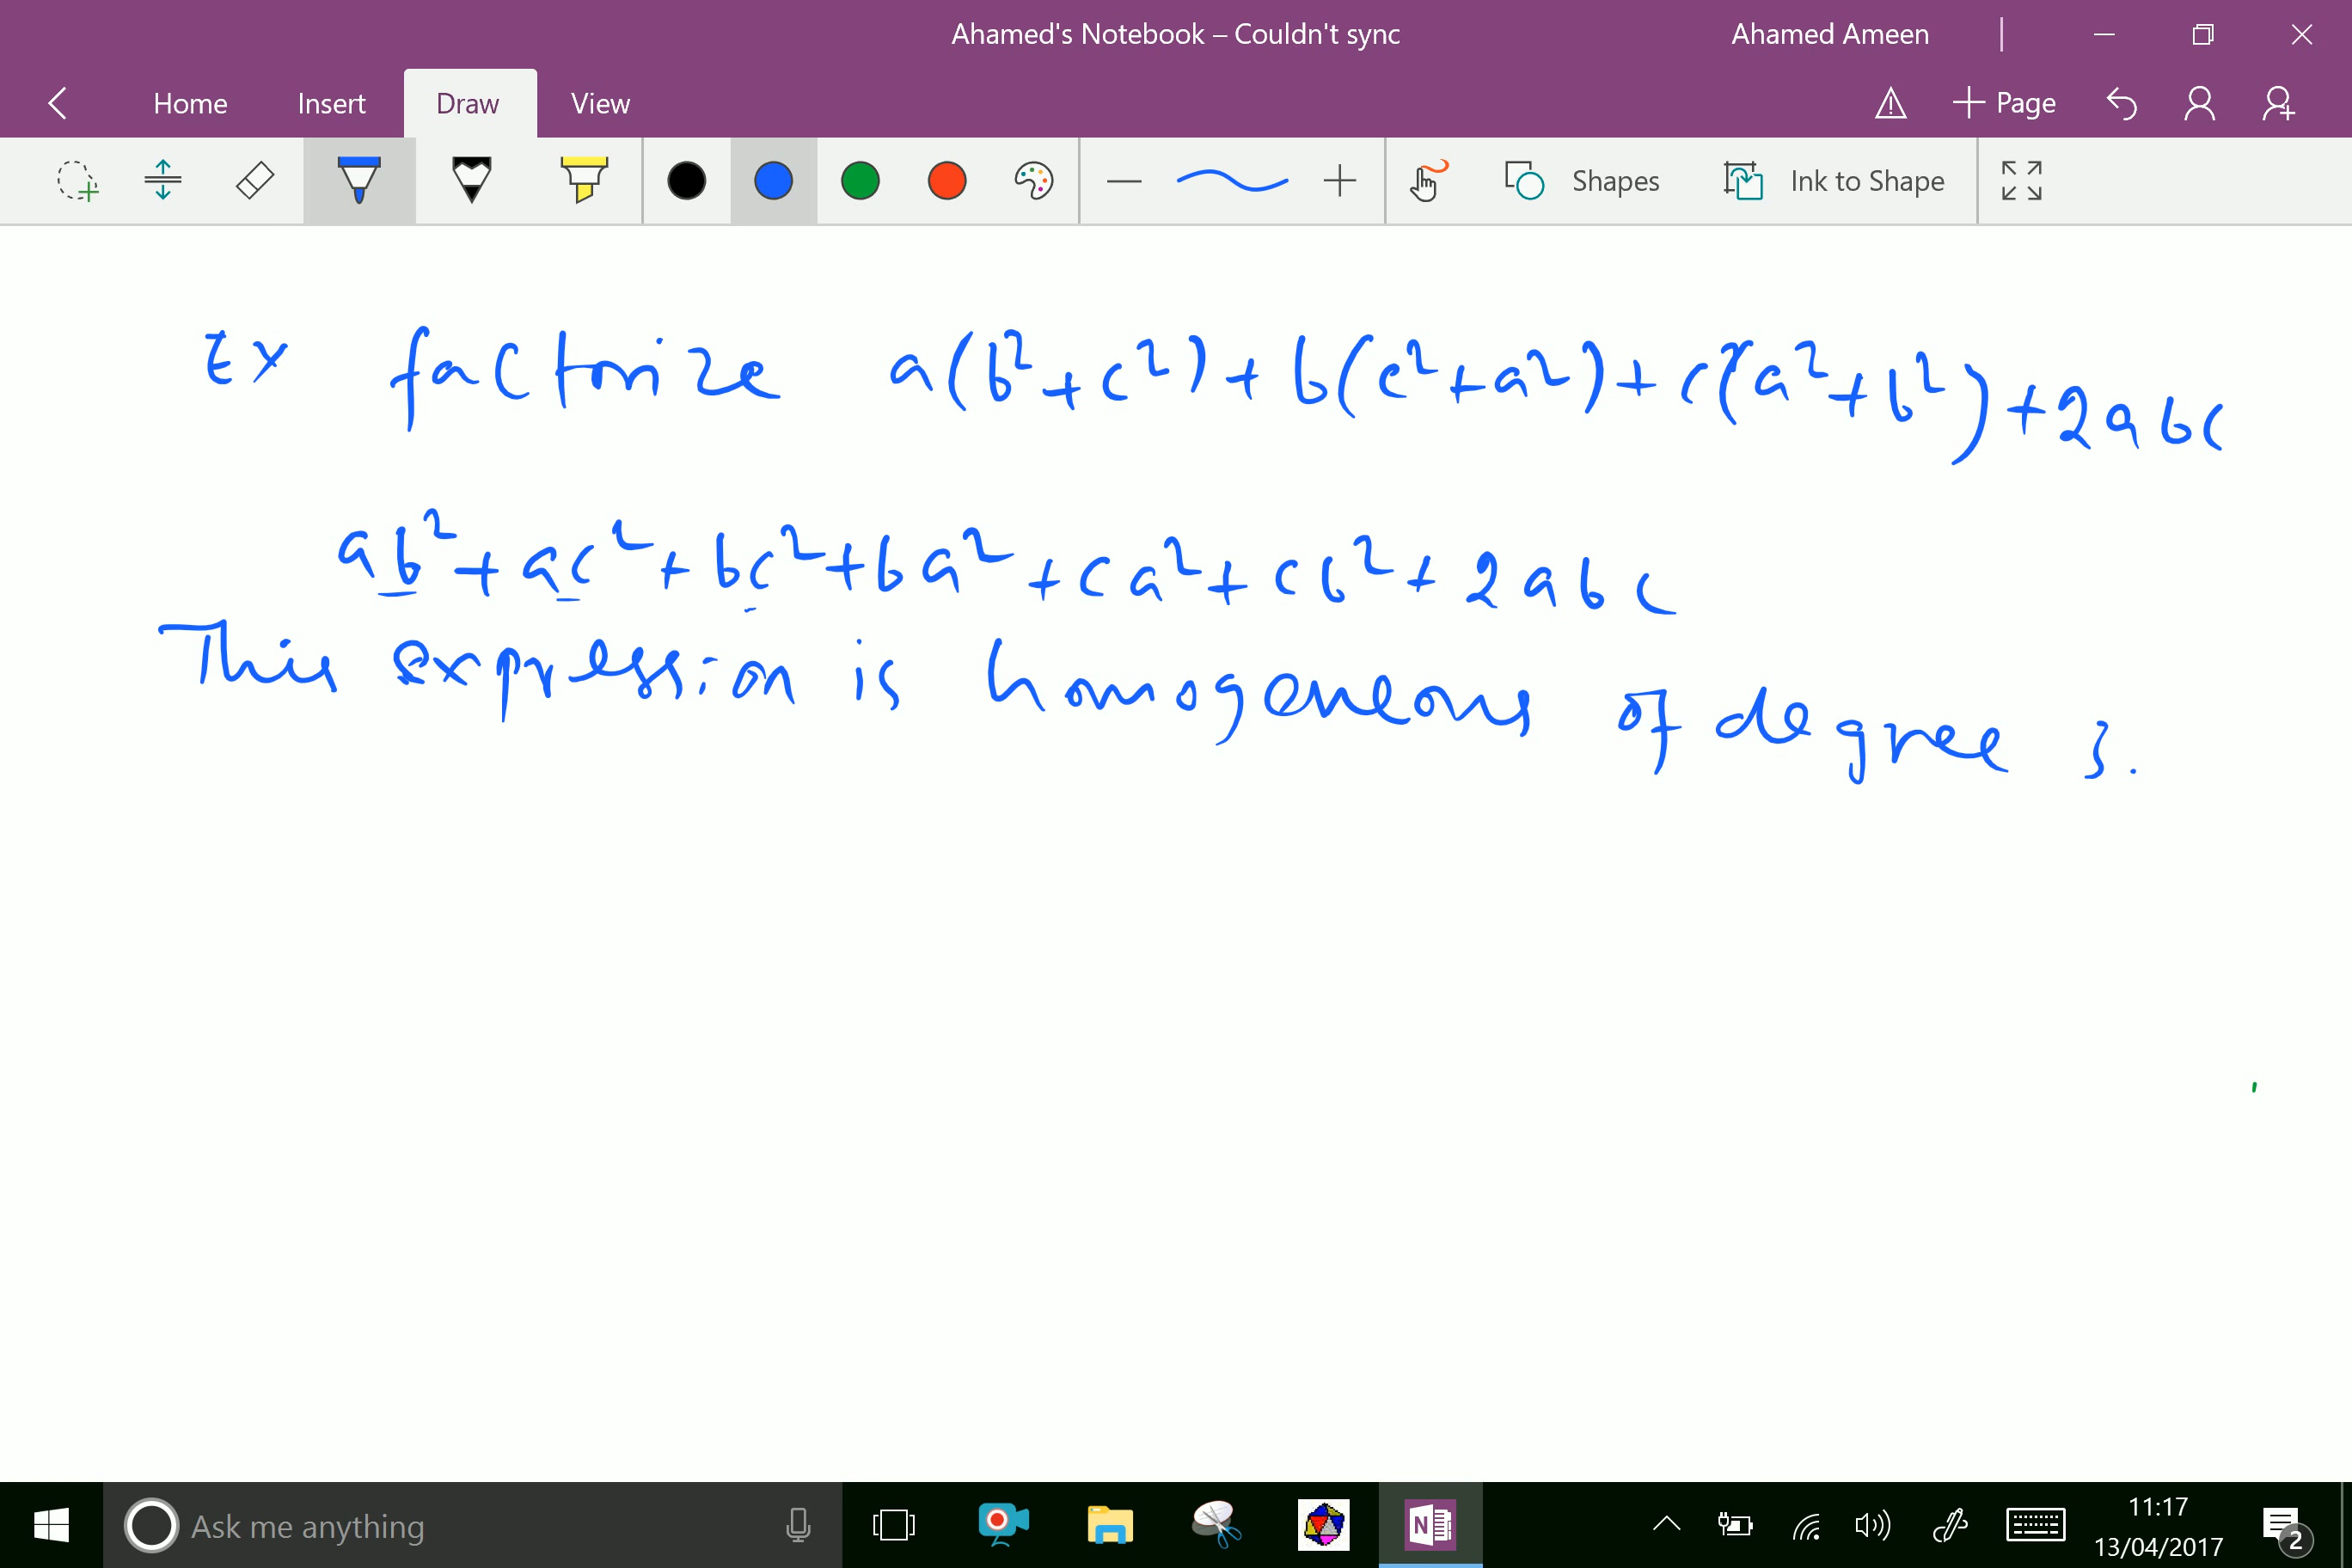 Ahamed's Notebook – Couldn't sync
Ahamed Ameen
Home Insert Draw View
Page
Shapes
Ink to Shape
Ex factorize a(b²+c²)+b(c²+a²)+c(a²+b²)+2abc
ab²+ac²+bc²+ba²+ca²+cb²+2abc
This expression is homogeneous of degree 3.
Ask me anything
N
11:17
13/04/2017
2